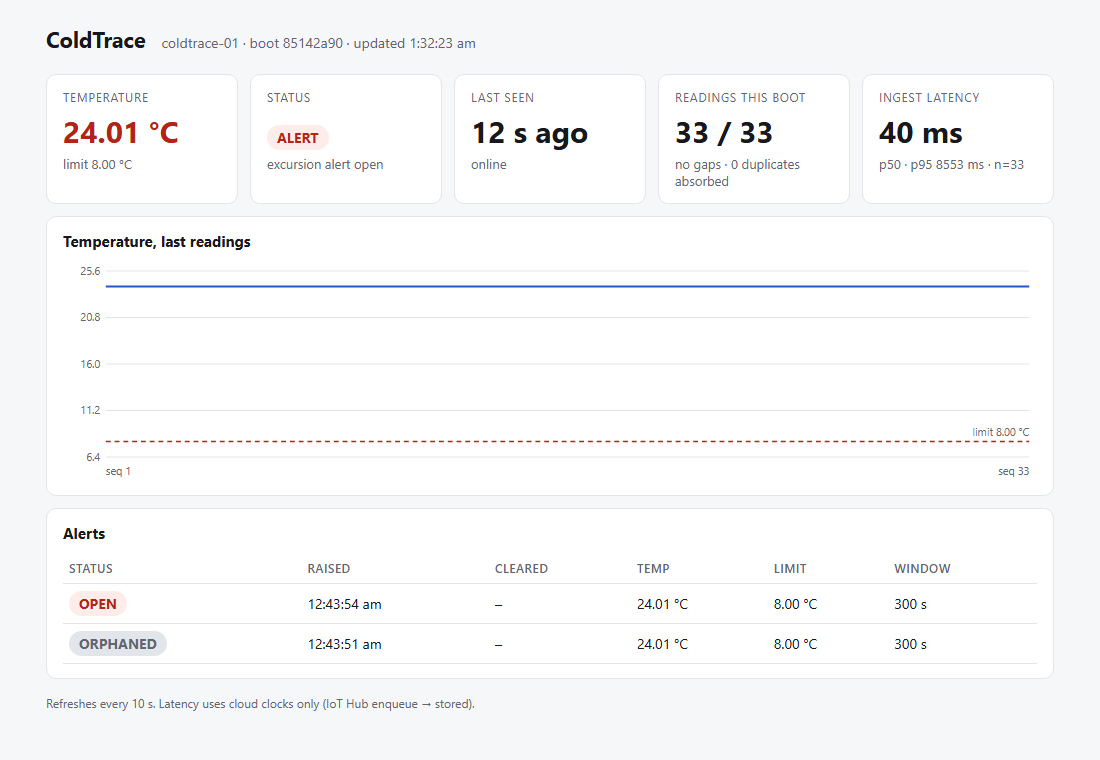 ColdTrace coldtrace-01 · boot 85142a90 · updated 1:32:23 am
TEMPERATURE
24.01 °C
limit 8.00 °C
STATUS
ALERT
excursion alert open
LAST SEEN
12 s ago
online
READINGS THIS BOOT
33 / 33
no gaps · 0 duplicates
absorbed
INGEST LATENCY
40 ms
p50 · p95 8553 ms · n=33
Temperature, last readings
25.6
20.8
16.0
11.2
limit 8.00 °C
6.4
seq 1 seq 33
Alerts
STATUS RAISED CLEARED TEMP LIMIT WINDOW
OPEN 12:43:54 am – 24.01 °C 8.00 °C 300 s
ORPHANED 12:43:51 am – 24.01 °C 8.00 °C 300 s
Refreshes every 10 s. Latency uses cloud clocks only (IoT Hub enqueue → stored).